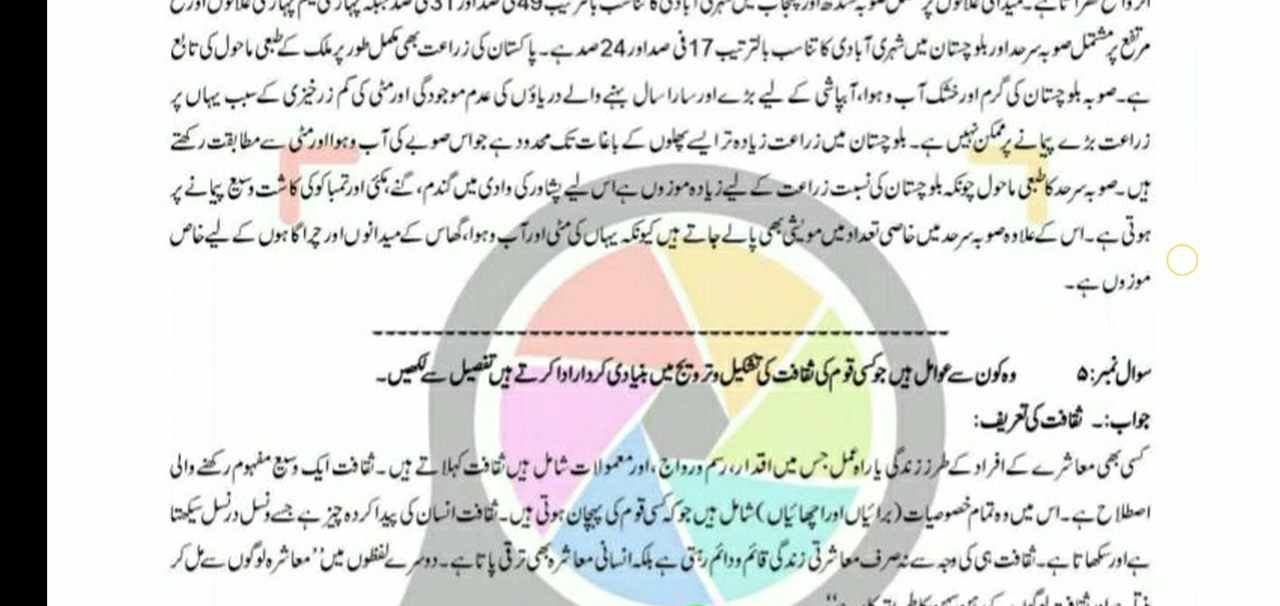 مرتفع پر مشتمل صوبہ سرحد اور بلوچستان میں شہری آبادی کا تناسب بالترتیب 17 فی صد اور 24 صد ہے۔ پاکستان کی زراعت بھی مکمل طور پر ملک کے طبعی ماحول کی تابع
ہے۔ صوبہ بلوچستان کی گرم اور خشک آب و ہوا، آبپاشی کے لیے بڑے اور سارا سال بہنے والے دریاؤں کی عدم موجودگی اور مٹی کی کم زرخیزی کے سبب یہاں پر
زراعت بڑے پیمانے پر ممکن نہیں ہے۔ بلوچستان میں زراعت زیادہ تر ایسے پھلوں کے باغات تک محدود ہے جو اس صوبے کی آب و ہوا اور مٹی سے مطابقت رکھتے
ہیں۔ صوبہ سرحد کا طبعی ماحول چونکہ بلوچستان کی نسبت زراعت کے لیے زیادہ موزوں ہے اس لیے پشاور کی وادی میں گندم، گنے، مکئی اور تمباکو کی کاشت وسیع پیمانے پر
ہوتی ہے۔ اس کے علاوہ صوبہ سرحد میں خاصی تعداد میں مویشی بھی پالے جاتے ہیں کیونکہ یہاں کی مٹی اور آب و ہوا، گھاس کے میدانوں اور چراگاہوں کے لیے خاص
موزوں ہے۔
سوال نمبر: ۵ وہ کون سے عوامل ہیں جو کسی قوم کی ثقافت کی تشکیل و ترویج میں بنیادی کردار ادا کرتے ہیں تفصیل سے لکھیں۔
جواب:۔ ثقافت کی تعریف:
کسی بھی معاشرے کے افراد کے طرز زندگی یا راہ عمل جس میں اقدار، رسم و رواج، اور معمولات شامل ہیں ثقافت کہلاتے ہیں۔ ثقافت ایک وسیع مفہوم رکھنے والی
اصطلاح ہے۔ اس میں وہ تمام خصوصیات (برائیاں اور اچھائیاں) شامل ہیں جو کہ کسی قوم کی پہچان ہوتی ہیں۔ ثقافت انسان کی پیدا کردہ چیز ہے جسے وہ نسل در نسل سیکھتا
ہے اور سکھاتا ہے۔ ثقافت ہی کی وجہ سے نہ صرف معاشرتی زندگی قائم و دائم رہتی ہے بلکہ انسانی معاشرہ بھی ترقی پاتا ہے۔ دوسرے لفظوں میں ’’معاشرہ لوگوں سے مل کر